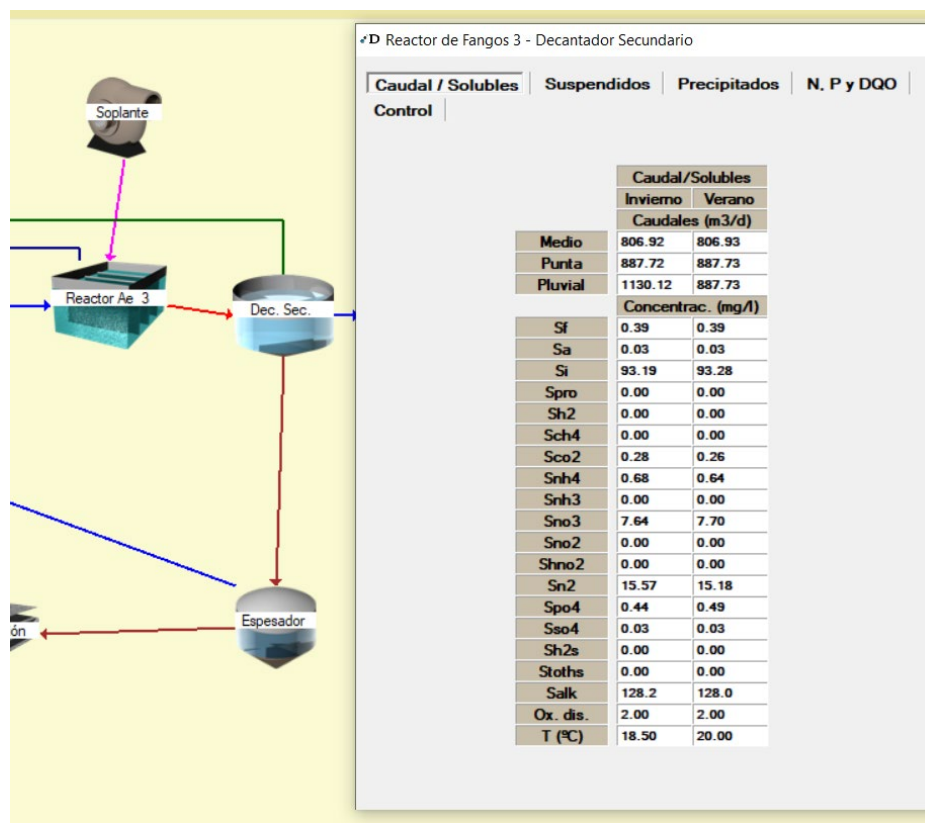 Soplante
Reactor Ae 3
Dec. Sec.
Espesador
ón
D Reactor de Fangos 3 - Decantador Secundario
Caudal / Solubles Suspendidos Precipitados N, P y DQO
Control
Caudal/Solubles
Invierno Verano
Caudales (m3/d)
Medio 806.92 806.93
Punta 887.72 887.73
Pluvial 1130.12 887.73
Concentrac. (mg/l)
Sf 0.39 0.39
Sa 0.03 0.03
Si 93.19 93.28
Spro 0.00 0.00
Sh2 0.00 0.00
Sch4 0.00 0.00
Sco2 0.28 0.26
Snh4 0.68 0.64
Snh3 0.00 0.00
Sno3 7.64 7.70
Sno2 0.00 0.00
Shno2 0.00 0.00
Sn2 15.57 15.18
Spo4 0.44 0.49
Sso4 0.03 0.03
Sh2s 0.00 0.00
Stoths 0.00 0.00
Salk 128.2 128.0
Ox. dis. 2.00 2.00
T (ºC) 18.50 20.00